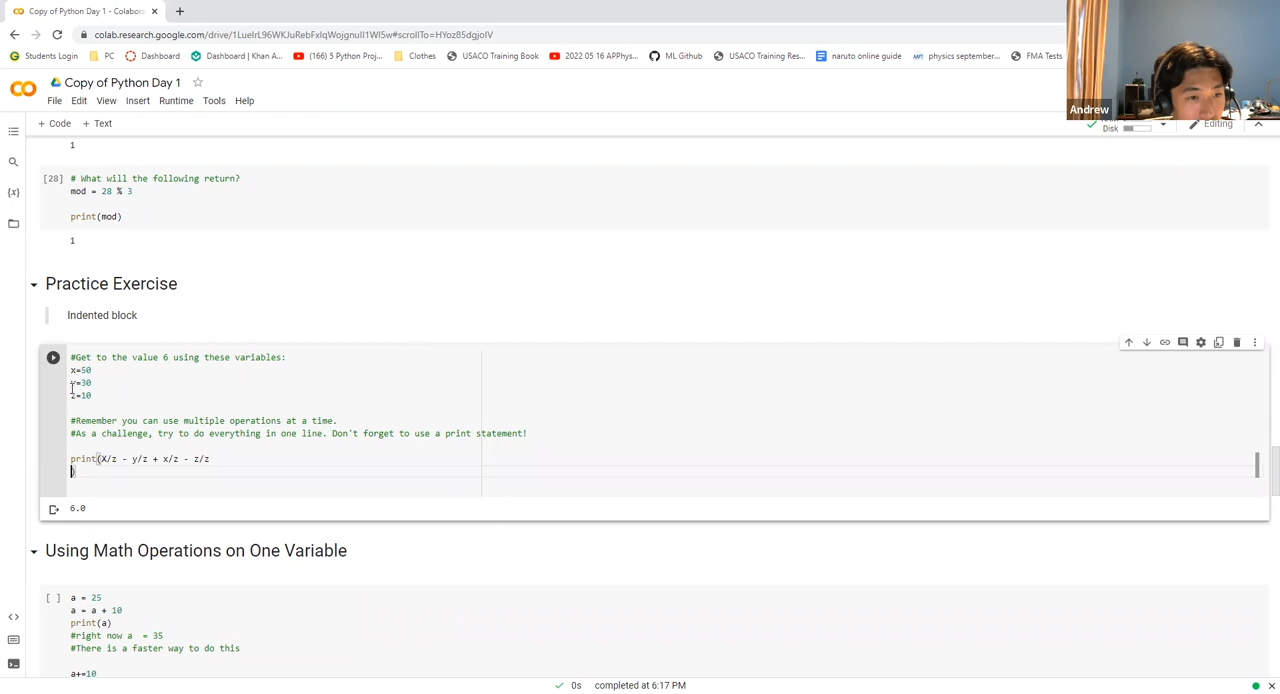 Copy of Python Day 1 - Colabora
colab.research.google.com/drive/1LueIrL96WKJuRebFxlqWojgnulI1WI5w#scrollTo=HYoz85dgjoIV
Students Login
PC
Dashboard
Dashboard | Khan A...
(166) 5 Python Proj...
Clothes
USACO Training Book
2022 05 16 APPhys...
ML Github
USACO Training Res...
naruto online guide
physics september...
FMA Tests
Andrew
Copy of Python Day 1
File Edit View Insert Runtime Tools Help
+ Code + Text
Disk
Editing
1
[28] # What will the following return?
mod = 28 % 3
print(mod)
1
Practice Exercise
Indented block
#Get to the value 6 using these variables:
x=50
y=30
z=10
#Remember you can use multiple operations at a time.
#As a challenge, try to do everything in one line. Don't forget to use a print statement!
print(X/z - y/z + x/z - z/z
)
6.0
Using Math Operations on One Variable
[ ] a = 25
a = a + 10
print(a)
#right now a  = 35
#There is a faster way to do this
a+=10
0s completed at 6:17 PM